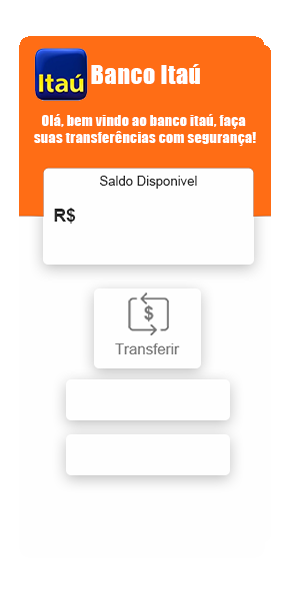 Itaú
Banco Itaú
Olá, bem vindo ao banco itaú, faça
suas transferências com segurança!
Saldo Disponivel
R$
$
Transferir